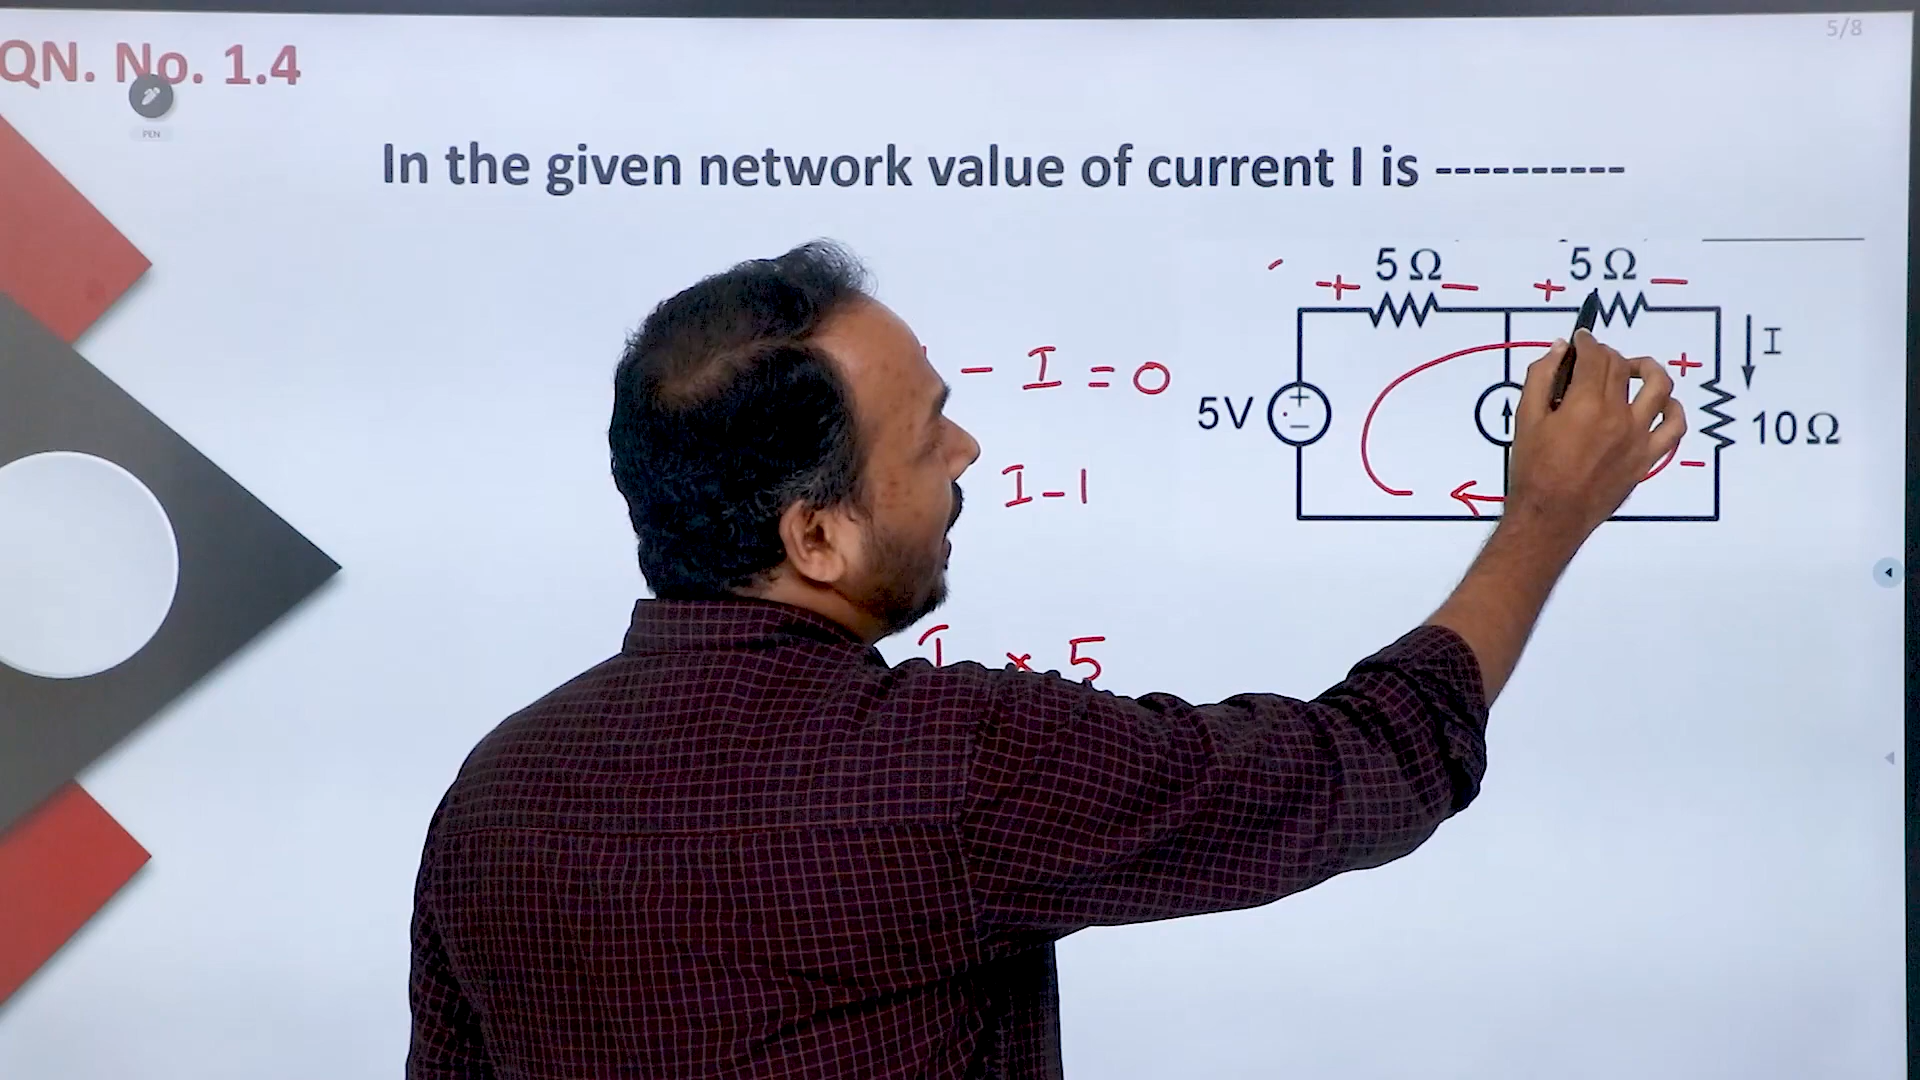 5/8
QN. No. 1.4
PEN
In the given network value of current I is ----------
5 Ω 5 Ω
+ - + -
- I = 0
I
+
5V
+
-
10 Ω
-
I - 1
I × 5